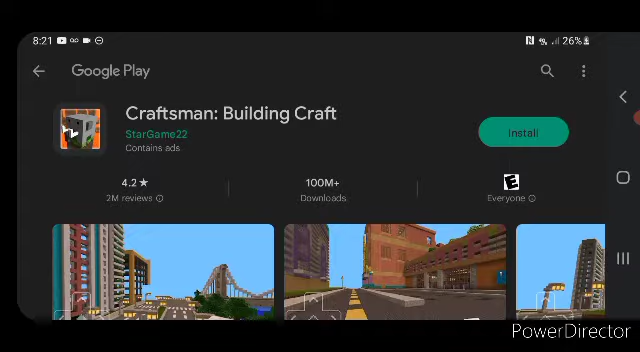 8:21
26%
Google Play
Craftsman: Building Craft
StarGame22
Contains ads
Install
4.2★
2M reviews
100M+
Downloads
E
Everyone
PowerDirector